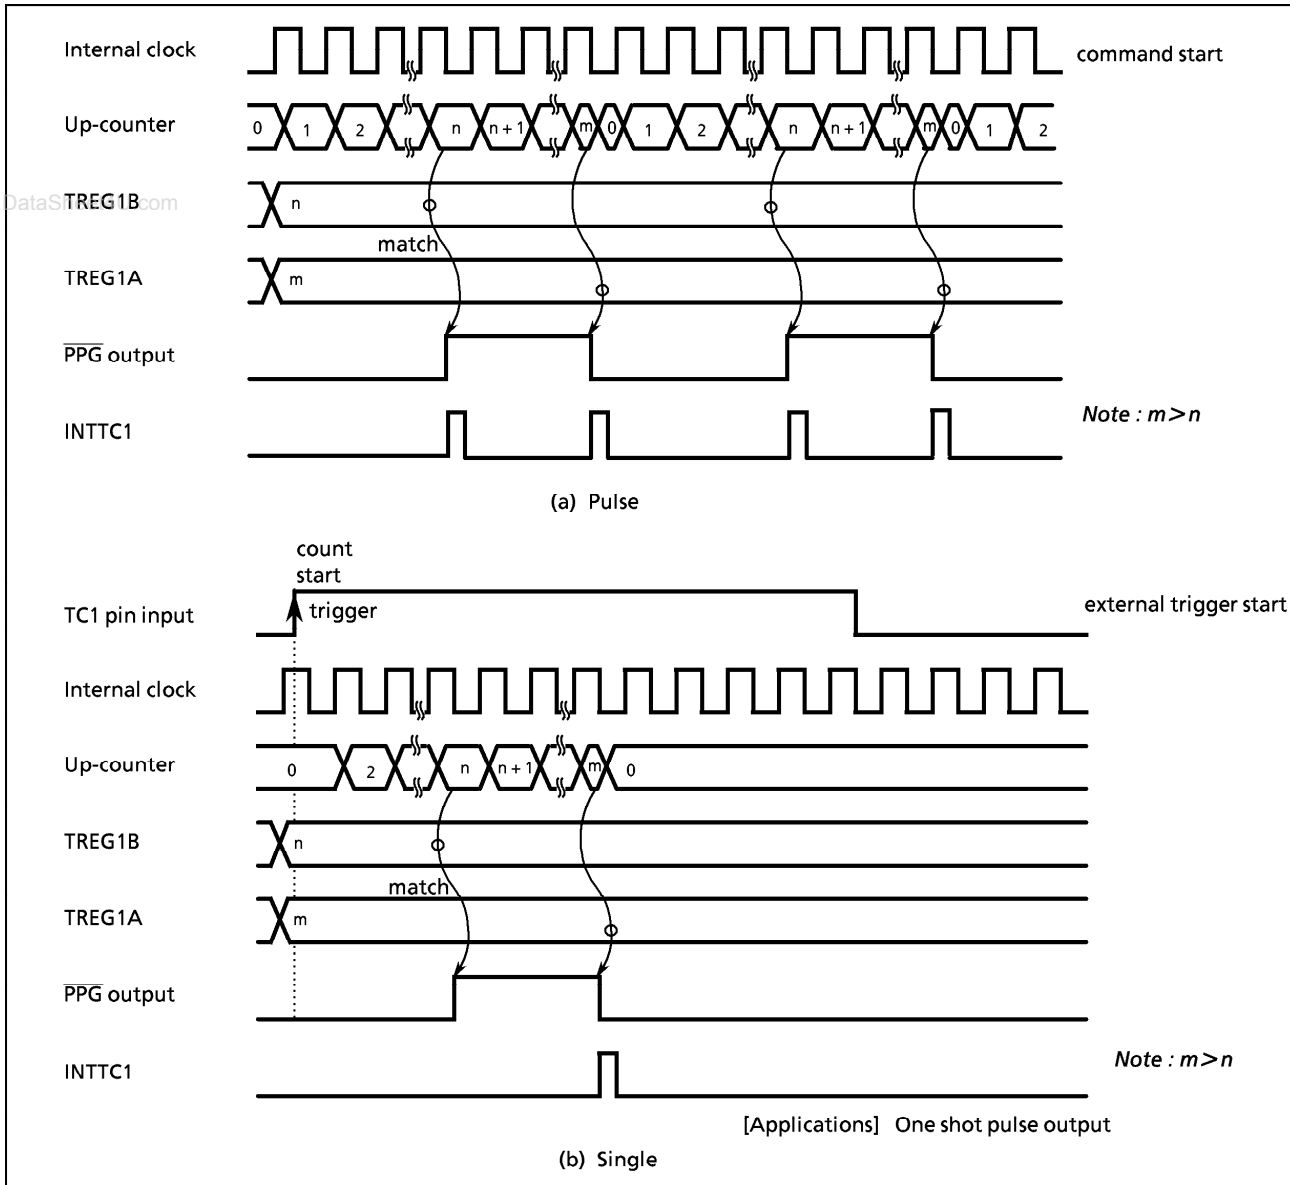 Internal clock
command start
Up-counter
0 1 2 n n + 1 m 0 1 2 n n + 1 m 0 1 2
TREG1B
n
match
TREG1A
m
PPG output
INTTC1
Note : m>n
(a) Pulse
count
start
trigger
TC1 pin input
external trigger start
Internal clock
Up-counter
0 2 n n + 1 m 0
TREG1B
n
match
TREG1A
m
PPG output
INTTC1
Note : m>n
[Applications] One shot pulse output
(b) Single